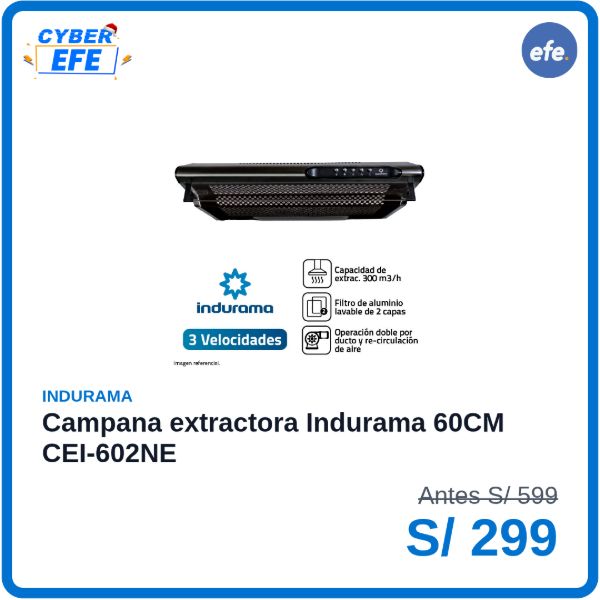 CYBER
EFE
efe.
indurama
3 Velocidades
Imagen referencial.
Capacidad de
extrac. 300 m3/h
Filtro de aluminio
lavable de 2 capas
Operación doble por
ducto y re-circulación
de aire
INDURAMA
Campana extractora Indurama 60CM
CEI-602NE
Antes S/ 599
S/ 299